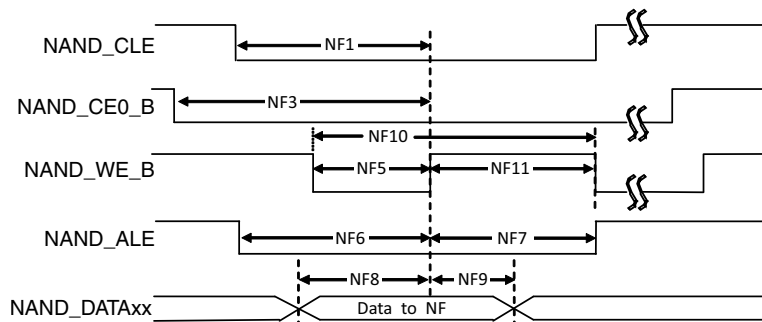 NAND_CLE
NF1
NAND_CE0_B
NF3
NF10
NAND_WE_B
NF5
NF11
NAND_ALE
NF6
NF7
NF8
NF9
NAND_DATAxx
Data to NF